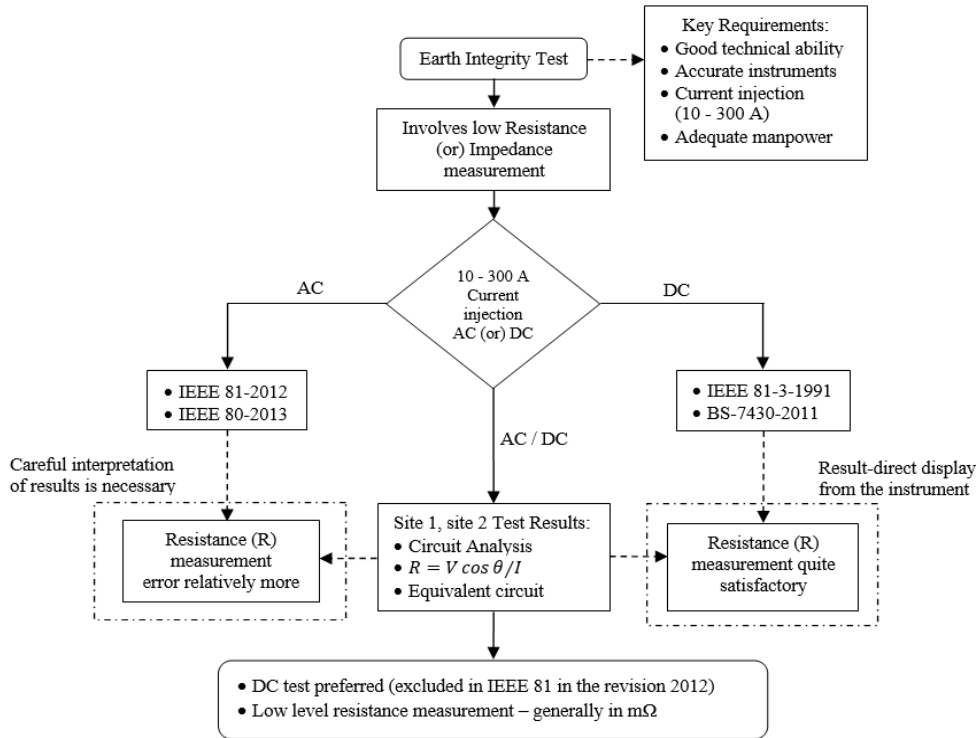 Earth Integrity Test
Key Requirements:
• Good technical ability
• Accurate instruments
• Current injection
(10 - 300 A)
• Adequate manpower
Involves low Resistance
(or) Impedance
measurement
10 - 300 A
Current
injection
AC (or) DC
AC
DC
• IEEE 81-2012
• IEEE 80-2013
• IEEE 81-3-1991
• BS-7430-2011
AC / DC
Careful interpretation
of results is necessary
Result-direct display
from the instrument
Resistance (R)
measurement
error relatively more
Site 1, site 2 Test Results:
• Circuit Analysis
• R = V cos θ/I
• Equivalent circuit
Resistance (R)
measurement quite
satisfactory
• DC test preferred (excluded in IEEE 81 in the revision 2012)
• Low level resistance measurement – generally in mΩ